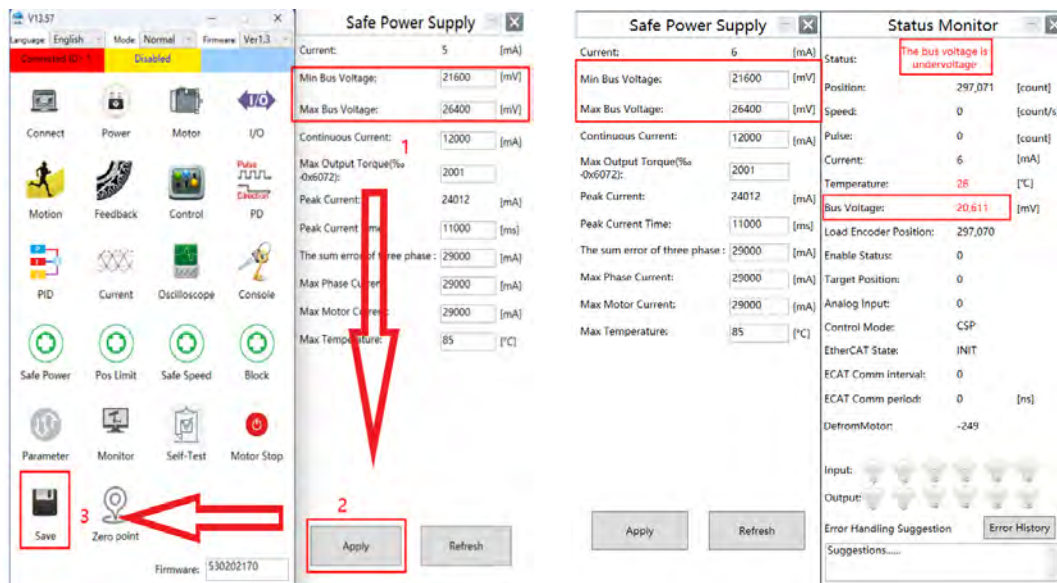 V13.57
Language English Mode Normal Firmware Ver1.3
Connected ID: 1 Disabled
Connect Power Motor I/O
Pulse
Direction
Motion Feedback Control PD
PID Current Oscilloscope Console
Safe Power Pos Limit Safe Speed Block
Parameter Monitor Self-Test Motor Stop
Save 3 Zero point
Firmware: 530202170
Safe Power Supply
Current: 5 [mA]
Min Bus Voltage: 21600 [mV]
Max Bus Voltage: 26400 [mV]
Continuous Current: 12000 [mA]
1
Max Output Torque(‰
-0x6072): 2001
Peak Current: 24012 [mA]
Peak Current Time 11000 [ms]
The sum error of three phase : 29000 [mA]
Max Phase Current: 29000 [mA]
Max Motor Current: 29000 [mA]
Max Temperature: 85 [°C]
2
Apply Refresh
Safe Power Supply
Current: 6 [mA]
Min Bus Voltage: 21600 [mV]
Max Bus Voltage: 26400 [mV]
Continuous Current: 12000 [mA]
Max Output Torque(‰
-0x6072): 2001
Peak Current: 24012 [mA]
Peak Current Time: 11000 [ms]
The sum error of three phase : 29000 [mA]
Max Phase Current: 29000 [mA]
Max Motor Current: 29000 [mA]
Max Temperature: 85 [°C]
Apply Refresh
Status Monitor
Status: The bus voltage is
undervoltage
Position: 297,071 [count]
Speed: 0 [count/s
Pulse: 0 [count]
Current: 6 [mA]
Temperature: 26 [°C]
Bus Voltage: 20,611 [mV]
Load Encoder Position: 297,070
Enable Status: 0
Target Position: 0
Analog Input: 0
Control Mode: CSP
EtherCAT State: INIT
ECAT Comm interval: 0
ECAT Comm period: 0 [ns]
DefromMotor: -249
Input:
Output:
Error Handling Suggestion Error History
Suggestions......